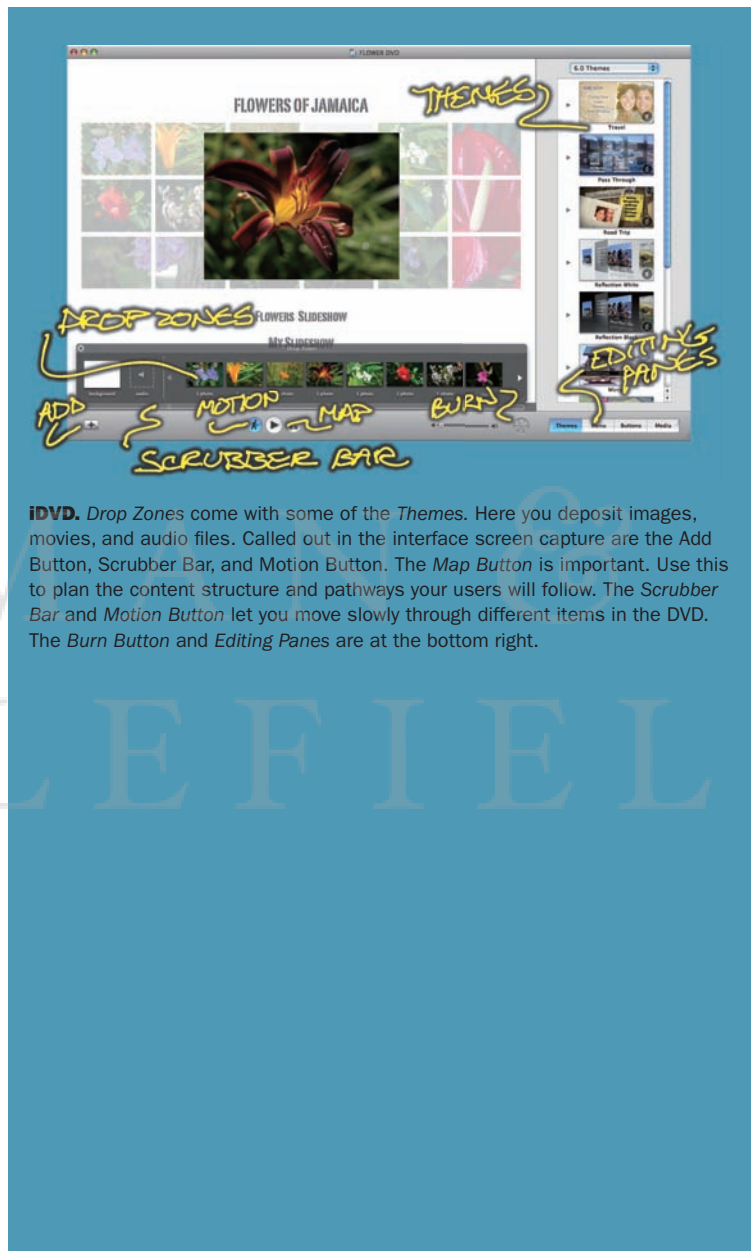 FLOWER DVD
6.0 Themes
FLOWERS OF JAMAICA
THEMES
Travel
Pass Through
Road Trip
Reflection White
Reflection Black
DROP ZONES
FLOWERS SLIDESHOW
MY SLIDESHOW
EDITING
PANES
background
audio
ADD
MOTION
MAP
BURN
SCRUBBER BAR
Themes
Buttons
Media
iDVD. Drop Zones come with some of the Themes. Here you deposit images,
movies, and audio files. Called out in the interface screen capture are the Add
Button, Scrubber Bar, and Motion Button. The Map Button is important. Use this
to plan the content structure and pathways your users will follow. The Scrubber
Bar and Motion Button let you move slowly through different items in the DVD.
The Burn Button and Editing Panes are at the bottom right.
M A N &
L E F I E L